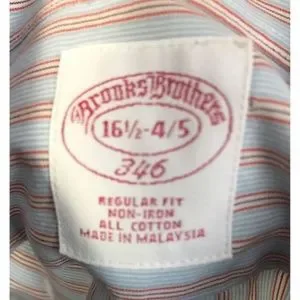 Brooks Brothers
16½-4/5
346
REGULAR FIT
NON-IRON
ALL COTTON
MADE IN MALAYSIA